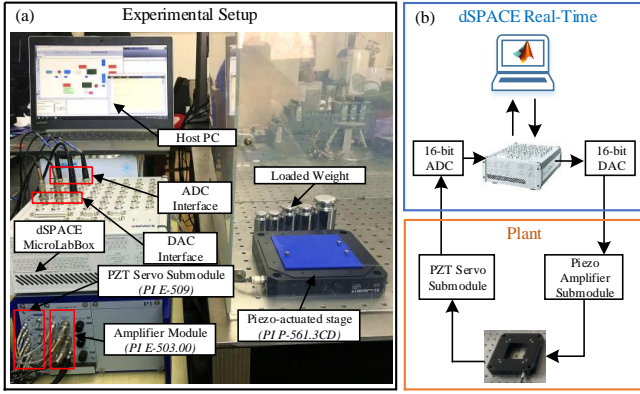 (a)
Experimental Setup
Host PC
ADC
Interface
DAC
Interface
dSPACE
MicroLabBox
PZT Servo Submodule
(PI E-509)
Amplifier Module
(PI E-503.00)
Loaded Weight
Piezo-actuated stage
(PI P-561.3CD)
(b)
dSPACE Real-Time
16-bit
ADC
16-bit
DAC
Plant
PZT Servo
Submodule
Piezo
Amplifier
Submodule